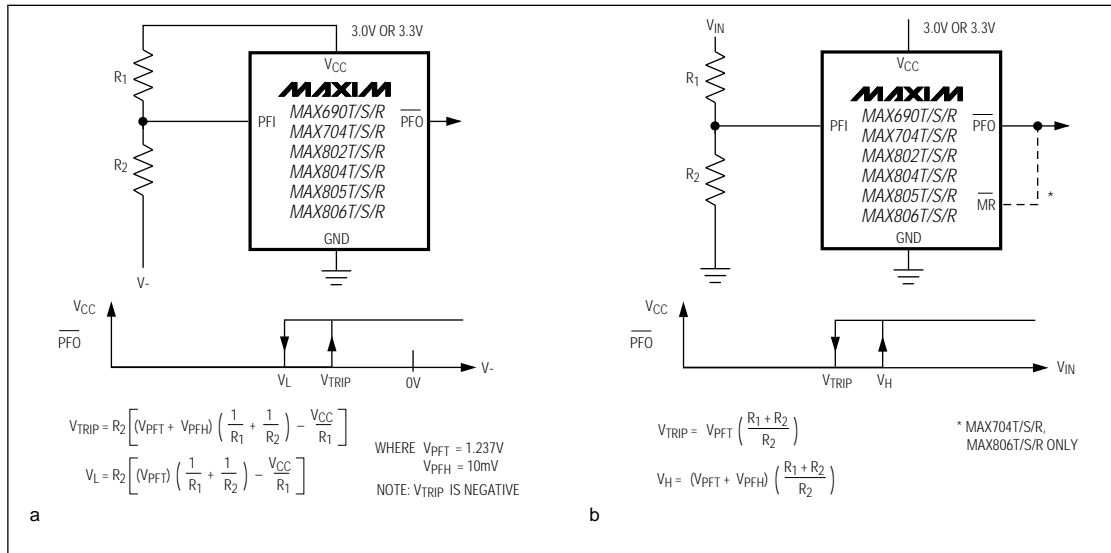 3.0V OR 3.3V
R1
VCC
MAXIM
MAX690T/S/R
MAX704T/S/R
MAX802T/S/R
MAX804T/S/R
MAX805T/S/R
MAX806T/S/R
PFI
PFO
R2
GND
V-
VCC
PFO
VL
VTRIP
0V
V-
VTRIP = R2 [(VPFT + VPFH) (1/R1 + 1/R2) – VCC/R1]
VL = R2 [(VPFT) (1/R1 + 1/R2) – VCC/R1]
WHERE VPFT = 1.237V
VPFH = 10mV
NOTE: VTRIP IS NEGATIVE
a
VIN
3.0V OR 3.3V
R1
VCC
MAXIM
MAX690T/S/R
MAX704T/S/R
MAX802T/S/R
MAX804T/S/R
MAX805T/S/R
MAX806T/S/R
PFI
PFO
R2
MR
*
GND
VCC
PFO
VTRIP
VH
VIN
VTRIP = VPFT (R1 + R2/R2)
VH = (VPFT + VPFH) (R1 + R2/R2)
* MAX704T/S/R,
MAX806T/S/R ONLY
b